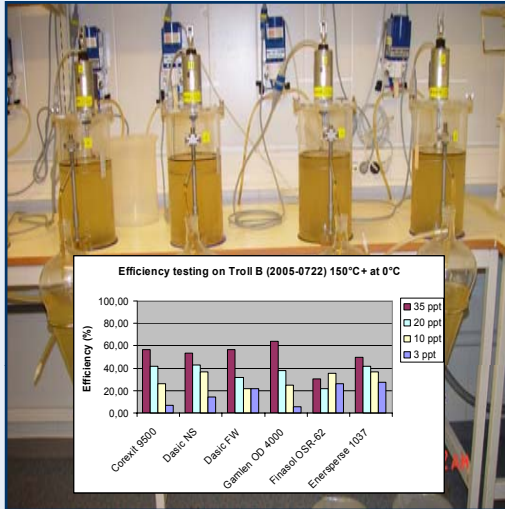 Efficiency testing on Troll B (2005-0722) 150°C+ at 0°C
Efficiency (%)
100,00
80,00
60,00
40,00
20,00
0,00
Corexit 9500
Dasic NS
Dasic FW
Gamlen OD 4000
Finasol OSR-62
Enersperse 1037
35 ppt
20 ppt
10 ppt
3 ppt